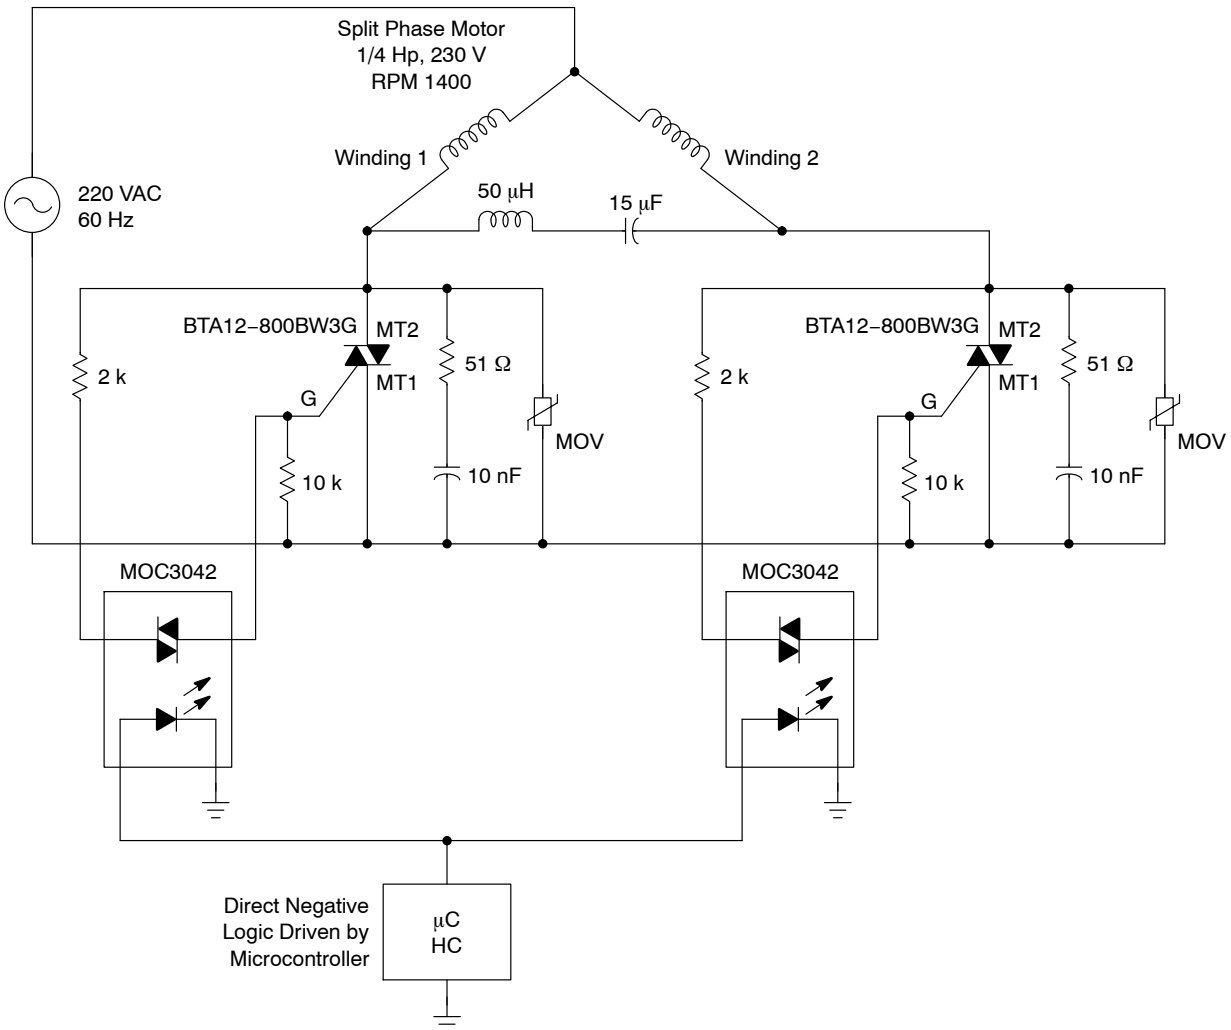 Split Phase Motor
1/4 Hp, 230 V
RPM 1400
Winding 1
Winding 2
220 VAC
60 Hz
50 μH
15 μF
BTA12−800BW3G
MT2
MT1
2 k
G
10 k
51 Ω
10 nF
MOV
BTA12−800BW3G
MT2
MT1
2 k
G
10 k
51 Ω
10 nF
MOV
MOC3042
MOC3042
Direct Negative
Logic Driven by
Microcontroller
μC
HC